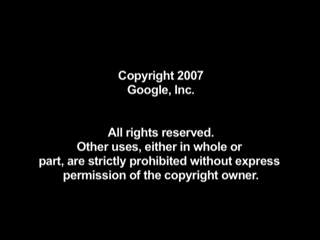 Copyright 2007
Google, Inc.
All rights reserved.
Other uses, either in whole or
part, are strictly prohibited without express
permission of the copyright owner.